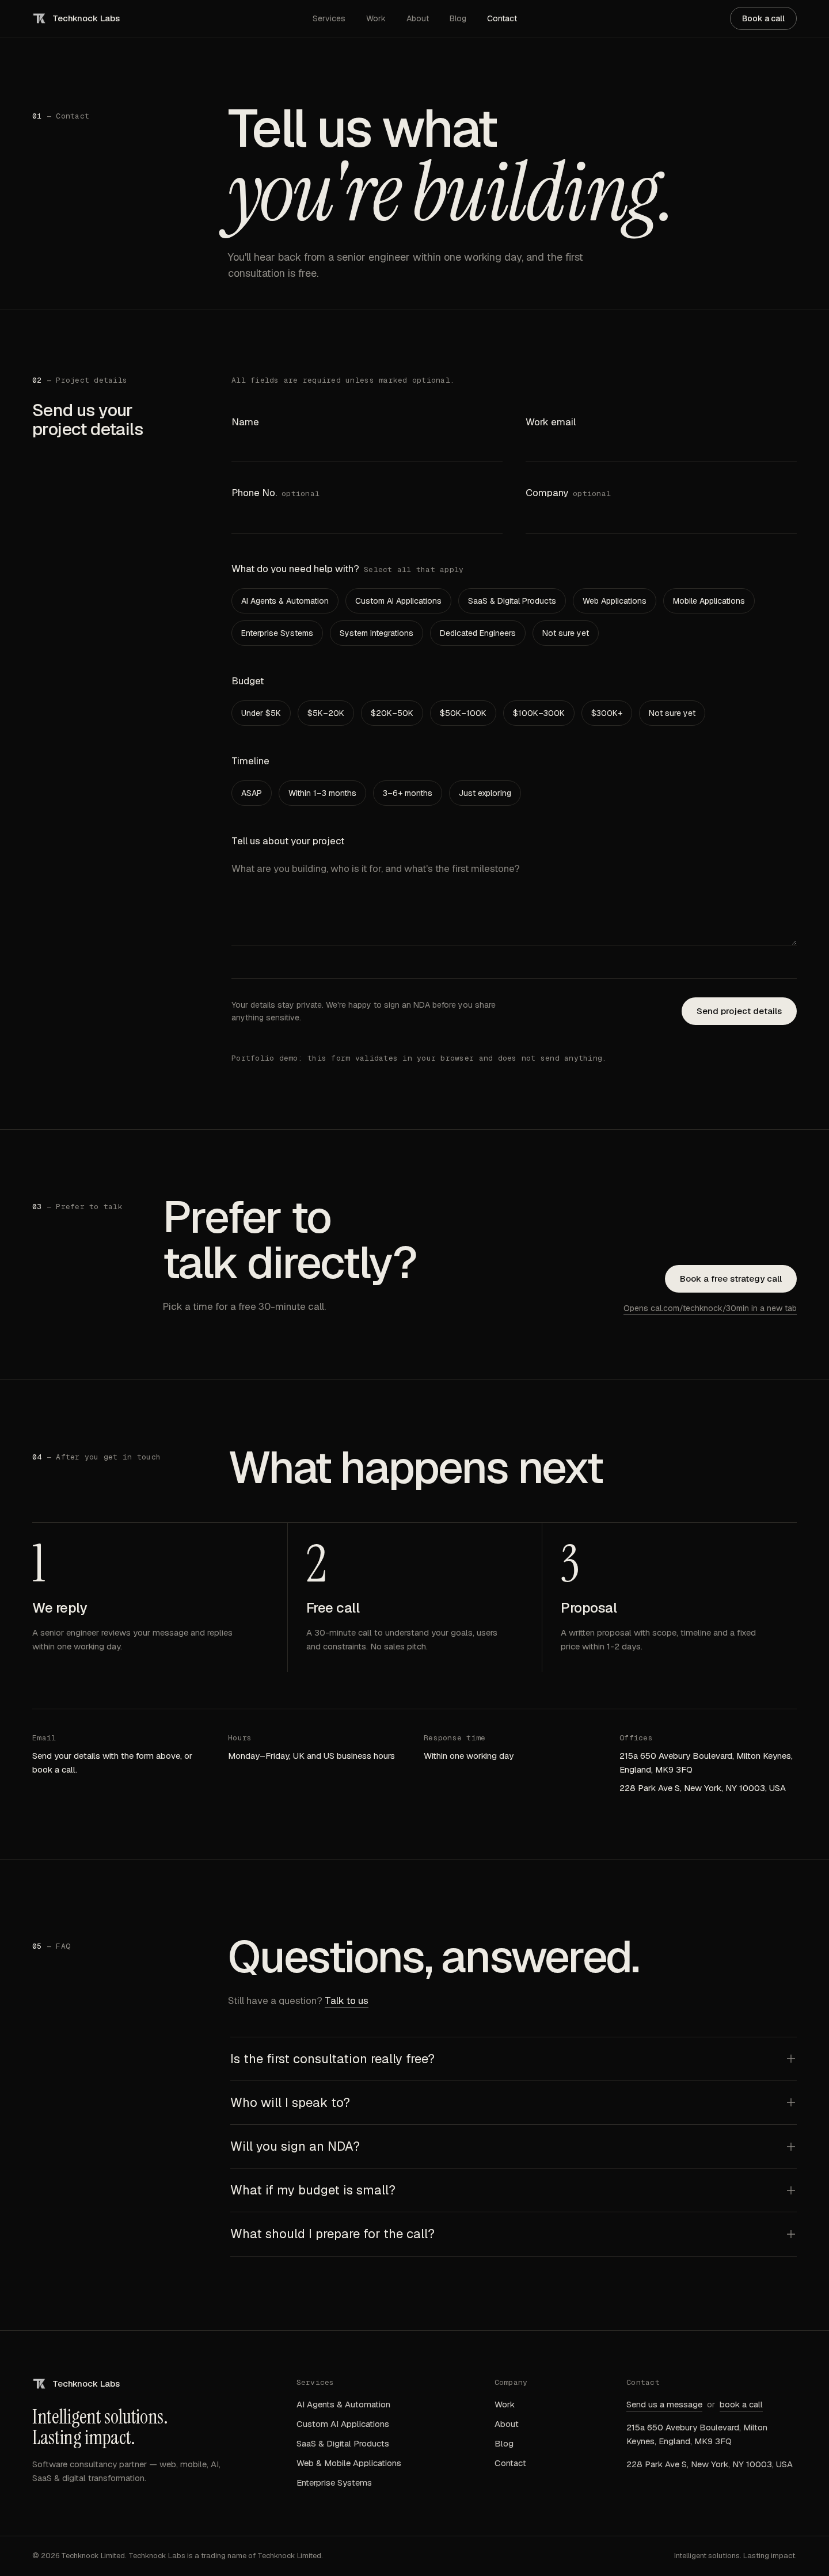 Techknock Labs
Services
Work
About
Blog
Contact
Book a call
01 — Contact
Tell us what
you're building.
You'll hear back from a senior engineer within one working day, and the first
consultation is free.
02 — Project details
Send us your
project details
All fields are required unless marked optional.
Name
Work email
Phone No. optional
Company optional
What do you need help with? Select all that apply
AI Agents & Automation
Custom AI Applications
SaaS & Digital Products
Web Applications
Mobile Applications
Enterprise Systems
System Integrations
Dedicated Engineers
Not sure yet
Budget
Under $5K
$5K–20K
$20K–50K
$50K–100K
$100K–300K
$300K+
Not sure yet
Timeline
ASAP
Within 1–3 months
3–6+ months
Just exploring
Tell us about your project
What are you building, who is it for, and what's the first milestone?
Your details stay private. We're happy to sign an NDA before you share
anything sensitive.
Send project details
Portfolio demo: this form validates in your browser and does not send anything.
03 — Prefer to talk
Prefer to
talk directly?
Pick a time for a free 30-minute call.
Book a free strategy call
Opens cal.com/techknock/30min in a new tab
04 — After you get in touch
What happens next
1
We reply
A senior engineer reviews your message and replies
within one working day.
2
Free call
A 30-minute call to understand your goals, users
and constraints. No sales pitch.
3
Proposal
A written proposal with scope, timeline and a fixed
price within 1-2 days.
Email
Send your details with the form above, or
book a call.
Hours
Monday–Friday, UK and US business hours
Response time
Within one working day
Offices
215a 650 Avebury Boulevard, Milton Keynes,
England, MK9 3FQ
228 Park Ave S, New York, NY 10003, USA
05 — FAQ
Questions, answered.
Still have a question? Talk to us
Is the first consultation really free?
Who will I speak to?
Will you sign an NDA?
What if my budget is small?
What should I prepare for the call?
Techknock Labs
Intelligent solutions.
Lasting impact.
Software consultancy partner — web, mobile, AI,
SaaS & digital transformation.
Services
AI Agents & Automation
Custom AI Applications
SaaS & Digital Products
Web & Mobile Applications
Enterprise Systems
Company
Work
About
Blog
Contact
Contact
Send us a message or book a call
215a 650 Avebury Boulevard, Milton
Keynes, England, MK9 3FQ
228 Park Ave S, New York, NY 10003, USA
© 2026 Techknock Limited. Techknock Labs is a trading name of Techknock Limited.
Intelligent solutions. Lasting impact.